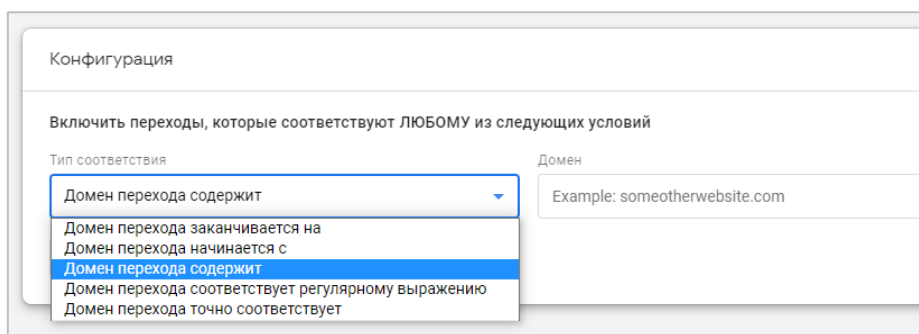 Конфигурация
Включить переходы, которые соответствуют ЛЮБОМУ из следующих условий
Тип соответствия
Домен
Домен перехода содержит
Example: someotherwebsite.com
Домен перехода заканчивается на
Домен перехода начинается с
Домен перехода содержит
Домен перехода соответствует регулярному выражению
Домен перехода точно соответствует